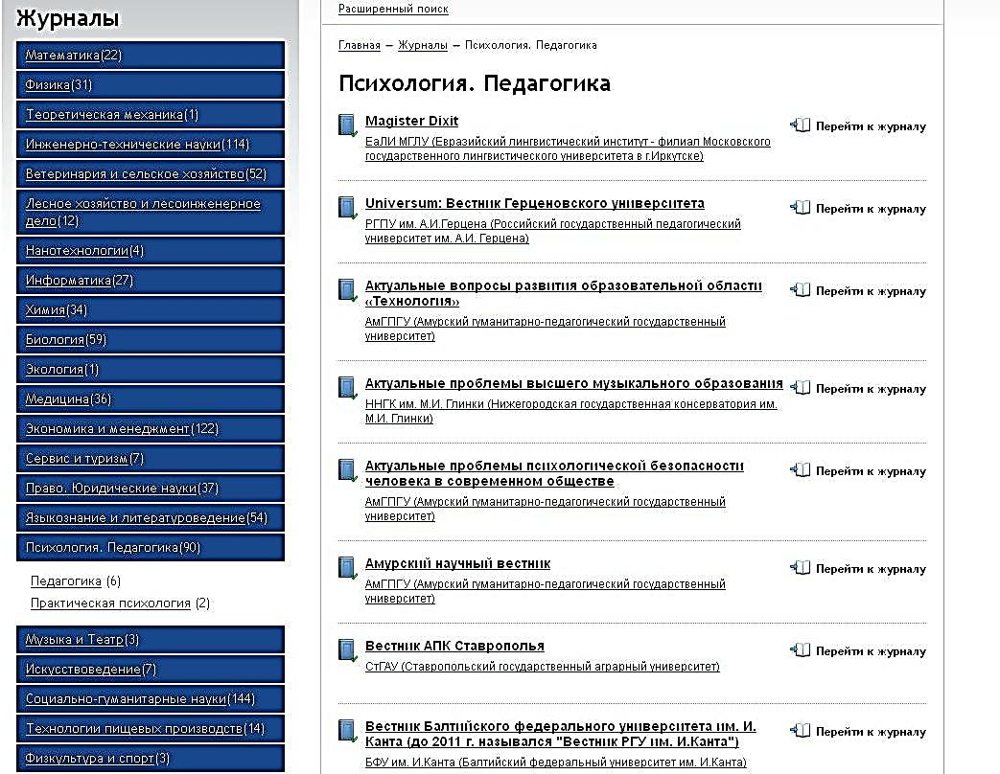 Журналы
Математика(22)
Физика(31)
Теоретическая механика(1)
Инженерно-технические науки(114)
Ветеринария и сельское хозяйство(52)
Лесное хозяйство и лесоинженерное
дело(12)
Нанотехнологии(4)
Информатика(27)
Химия(34)
Биология(59)
Экология(1)
Медицина(36)
Экономика и менеджмент(122)
Сервис и туризм(7)
Право. Юридические науки(37)
Языкознание и литературоведение(54)
Психология. Педагогика(90)
Педагогика (6)
Практическая психология (2)
Музыка и Театр(3)
Искусствоведение(7)
Социально-гуманитарные науки(144)
Технологии пищевых производств(14)
Физкультура и спорт(3)
Расширенный поиск
Главная — Журналы — Психология. Педагогика
Психология. Педагогика
Magister Dixit
Перейти к журналу
ЕаЛИ МГЛУ (Евразийский лингвистический институт - филиал Московского
государственного лингвистического университета в г.Иркутске)
Universum: Вестник Герценовского университета
Перейти к журналу
РГПУ им. А.И.Герцена (Российский государственный педагогический
университет им. А.И. Герцена)
Актуальные вопросы развития образовательной области
«Технология»
Перейти к журналу
АмГПГУ (Амурский гуманитарно-педагогический государственный
университет)
Актуальные проблемы высшего музыкального образования
Перейти к журналу
ННГК им. М.И. Глинки (Нижегородская государственная консерватория им.
М.И. Глинки)
Актуальные проблемы психологической безопасности
человека в современном обществе
Перейти к журналу
АмГПГУ (Амурский гуманитарно-педагогический государственный
университет)
Амурский научный вестник
Перейти к журналу
АмГПГУ (Амурский гуманитарно-педагогический государственный
университет)
Вестник АПК Ставрополья
Перейти к журналу
СтГАУ (Ставропольский государственный аграрный университет)
Вестник Балтийского федерального университета им. И.
Канта (до 2011 г. назывался "Вестник РГУ им. И.Канта")
Перейти к журналу
БФУ им. И.Канта (Балтийский федеральный университет им. И.Канта)